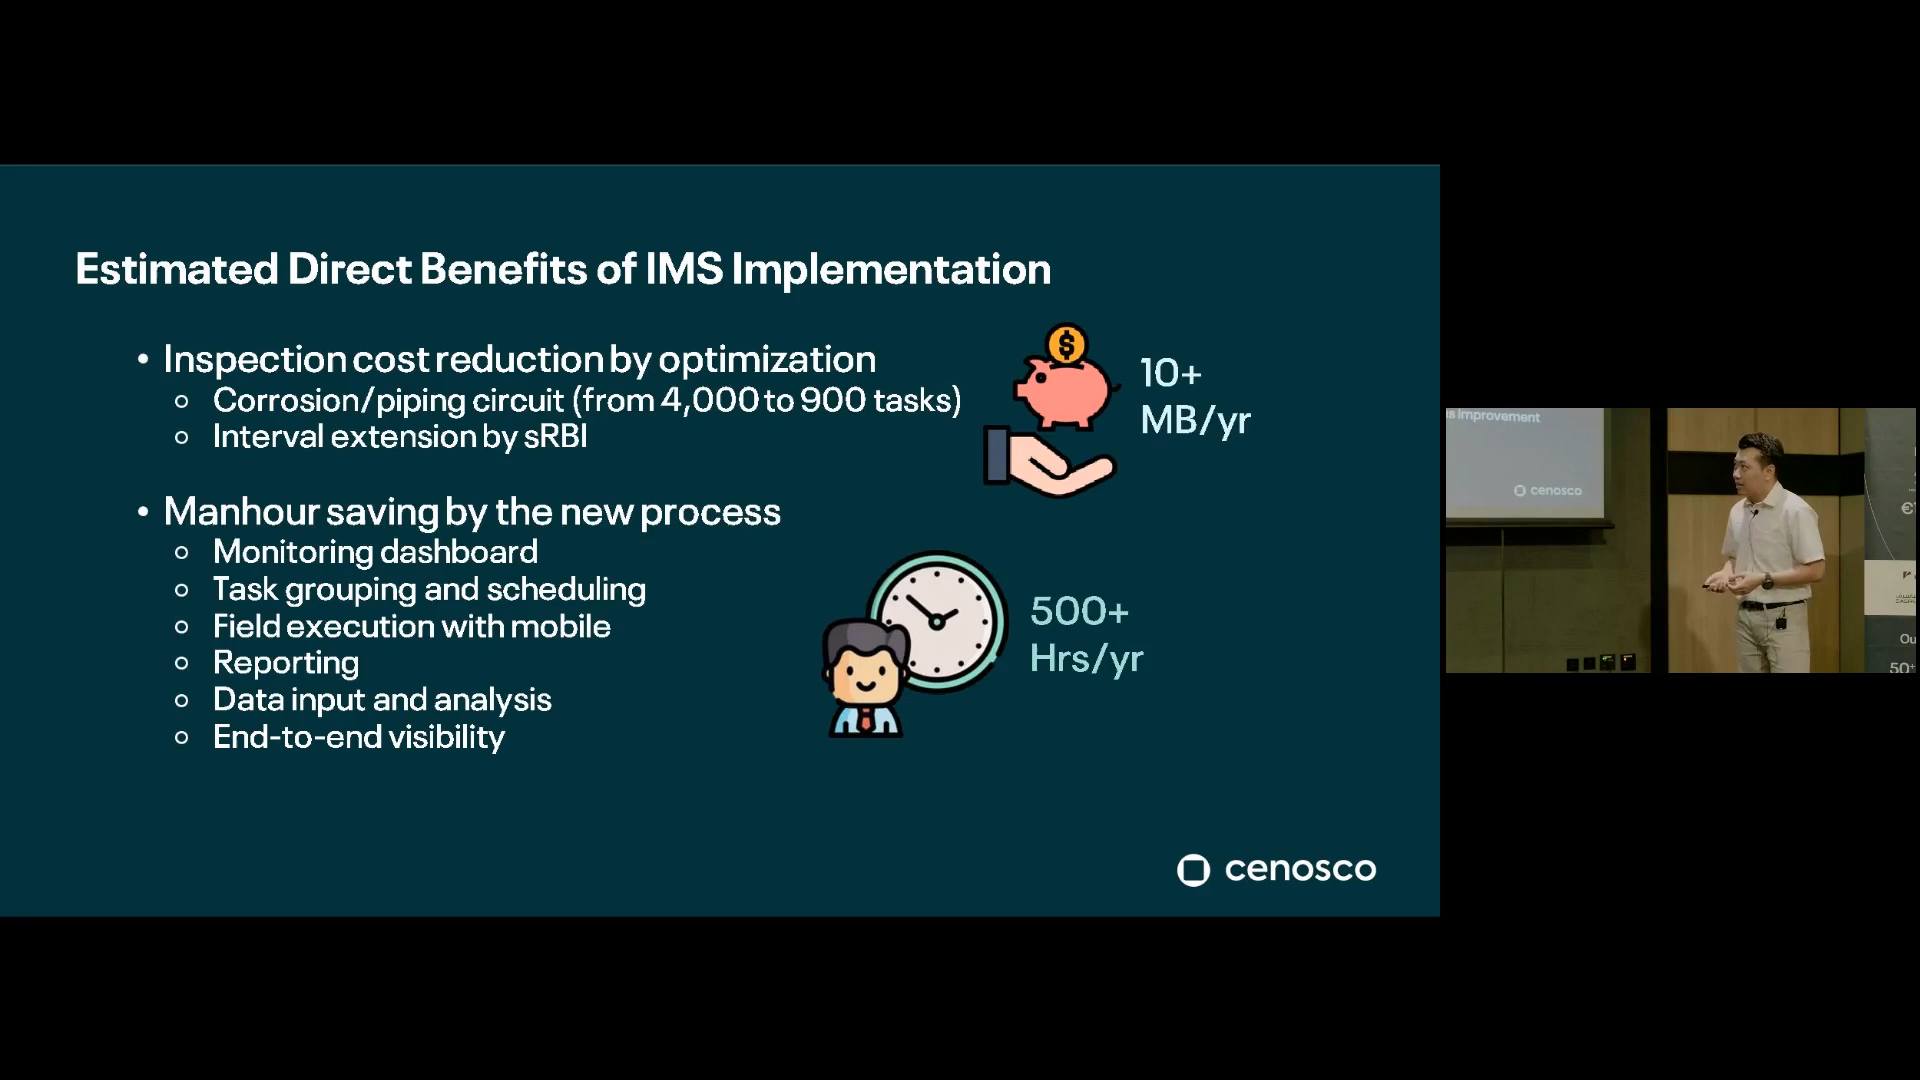 Estimated Direct Benefits of IMS Implementation
• Inspection cost reduction by optimization
○ Corrosion/piping circuit (from 4,000 to 900 tasks)
○ Interval extension by sRBI
$
10+
MB/yr
• Manhour saving by the new process
○ Monitoring dashboard
○ Task grouping and scheduling
○ Field execution with mobile
○ Reporting
○ Data input and analysis
○ End-to-end visibility
500+
Hrs/yr
cenosco
Improvement
cenosco
€
Ou
50+